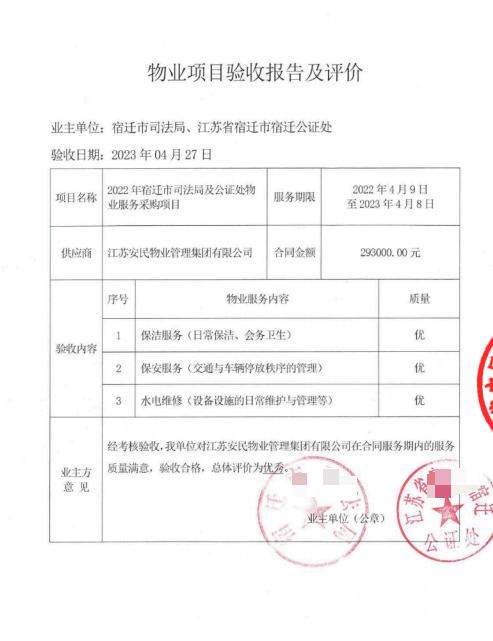 物业项目验收报告及评价
业主单位：宿迁市司法局、江苏省宿迁市宿迁公证处
验收日期：2023 年 04 月 27 日
项目名称
2022 年宿迁市司法局及公证处物
业服务采购项目
服务期限
2022 年 4 月 9 日
至 2023 年 4 月 8 日
供应商
江苏安民物业管理集团有限公司
合同金额
293000.00 元
验收内容
序号
物业服务内容
质量
1
保洁服务（日常保洁、会务卫生）
优
2
保安服务（交通与车辆停放秩序的管理）
优
3
水电维修（设备设施的日常维护与管理等）
优
业主方
意 见
经考核验收，我单位对江苏安民物业管理集团有限公司在合同服务期内的服务
质量满意，验收合格，总体评价为优秀。
业主单位（公章）
宿迁
局
江苏省
宿迁
公证处